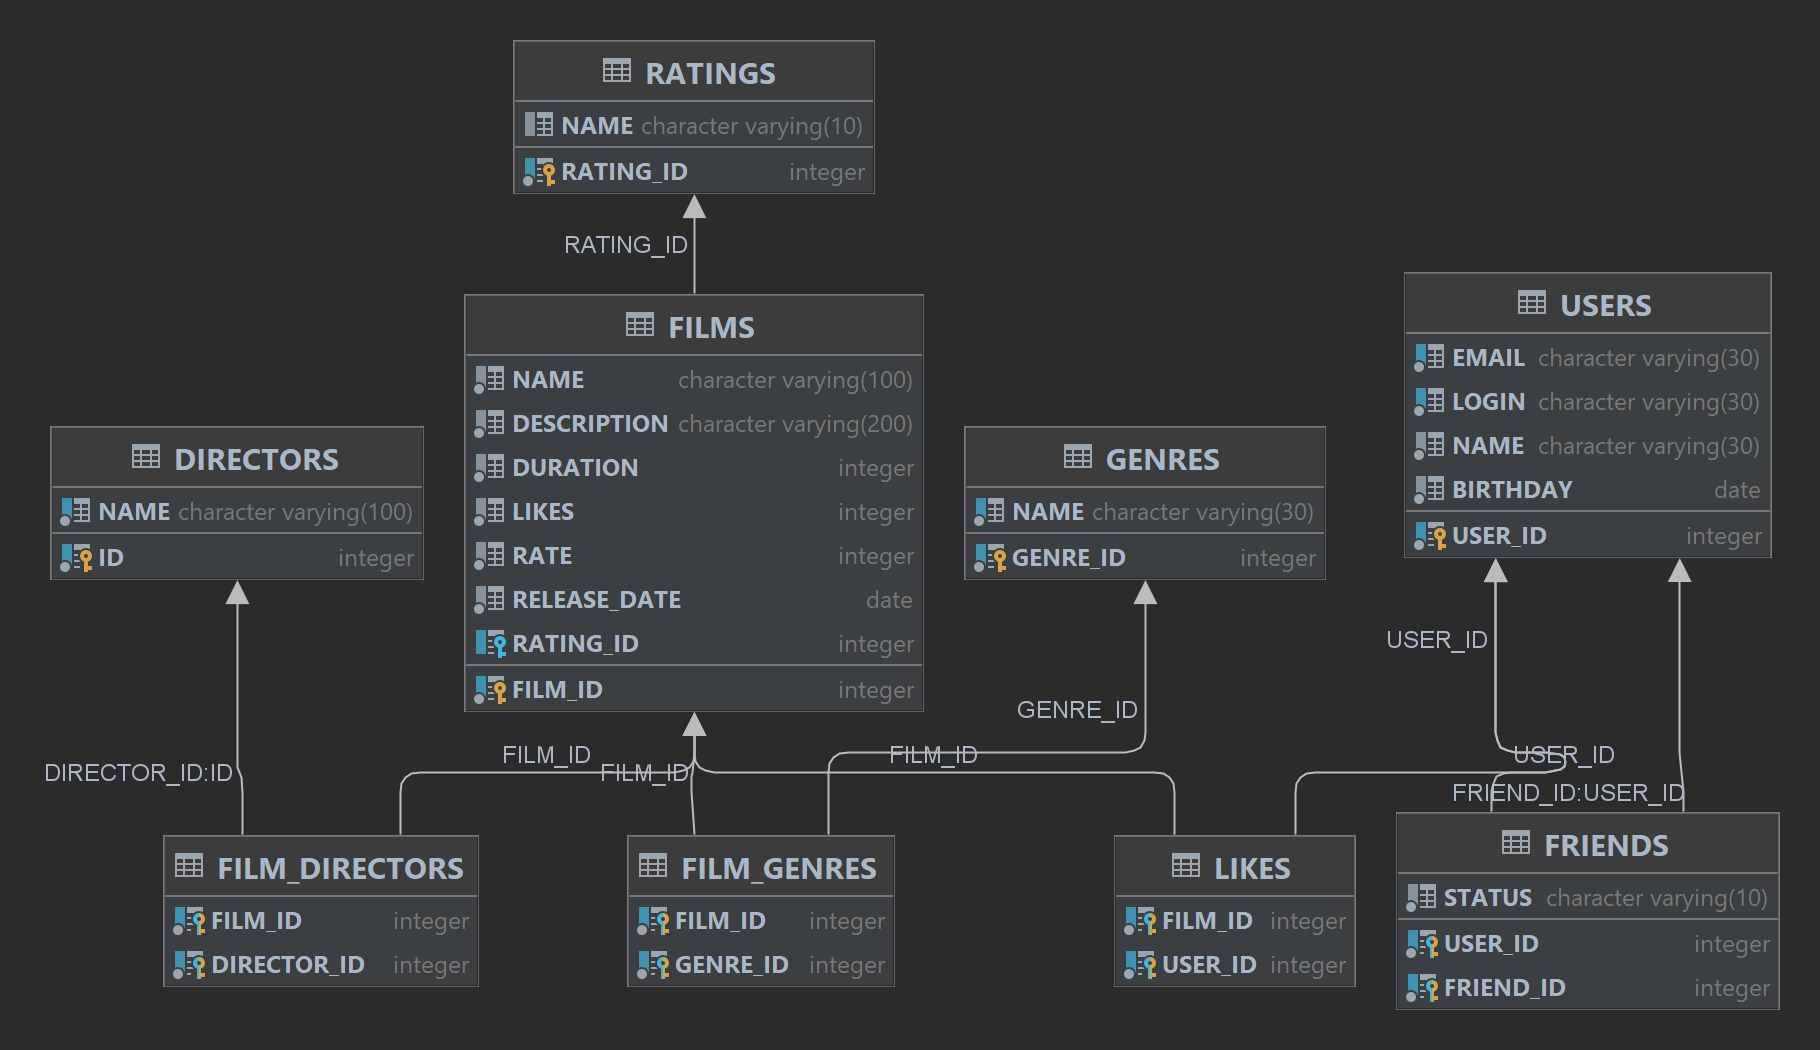 RATINGS
NAME character varying(10)
RATING_ID integer
RATING_ID
FILMS
NAME character varying(100)
DESCRIPTION character varying(200)
DURATION integer
LIKES integer
RATE integer
RELEASE_DATE date
RATING_ID integer
FILM_ID integer
USERS
EMAIL character varying(30)
LOGIN character varying(30)
NAME character varying(30)
BIRTHDAY date
USER_ID integer
DIRECTORS
NAME character varying(100)
ID integer
GENRES
NAME character varying(30)
GENRE_ID integer
USER_ID
GENRE_ID
FILM_ID
FILM_ID
USER_ID
DIRECTOR_ID:ID
FILM_ID
FRIEND_ID:USER_ID
FILM_DIRECTORS
FILM_ID integer
DIRECTOR_ID integer
FILM_GENRES
FILM_ID integer
GENRE_ID integer
LIKES
FILM_ID integer
USER_ID integer
FRIENDS
STATUS character varying(10)
USER_ID integer
FRIEND_ID integer